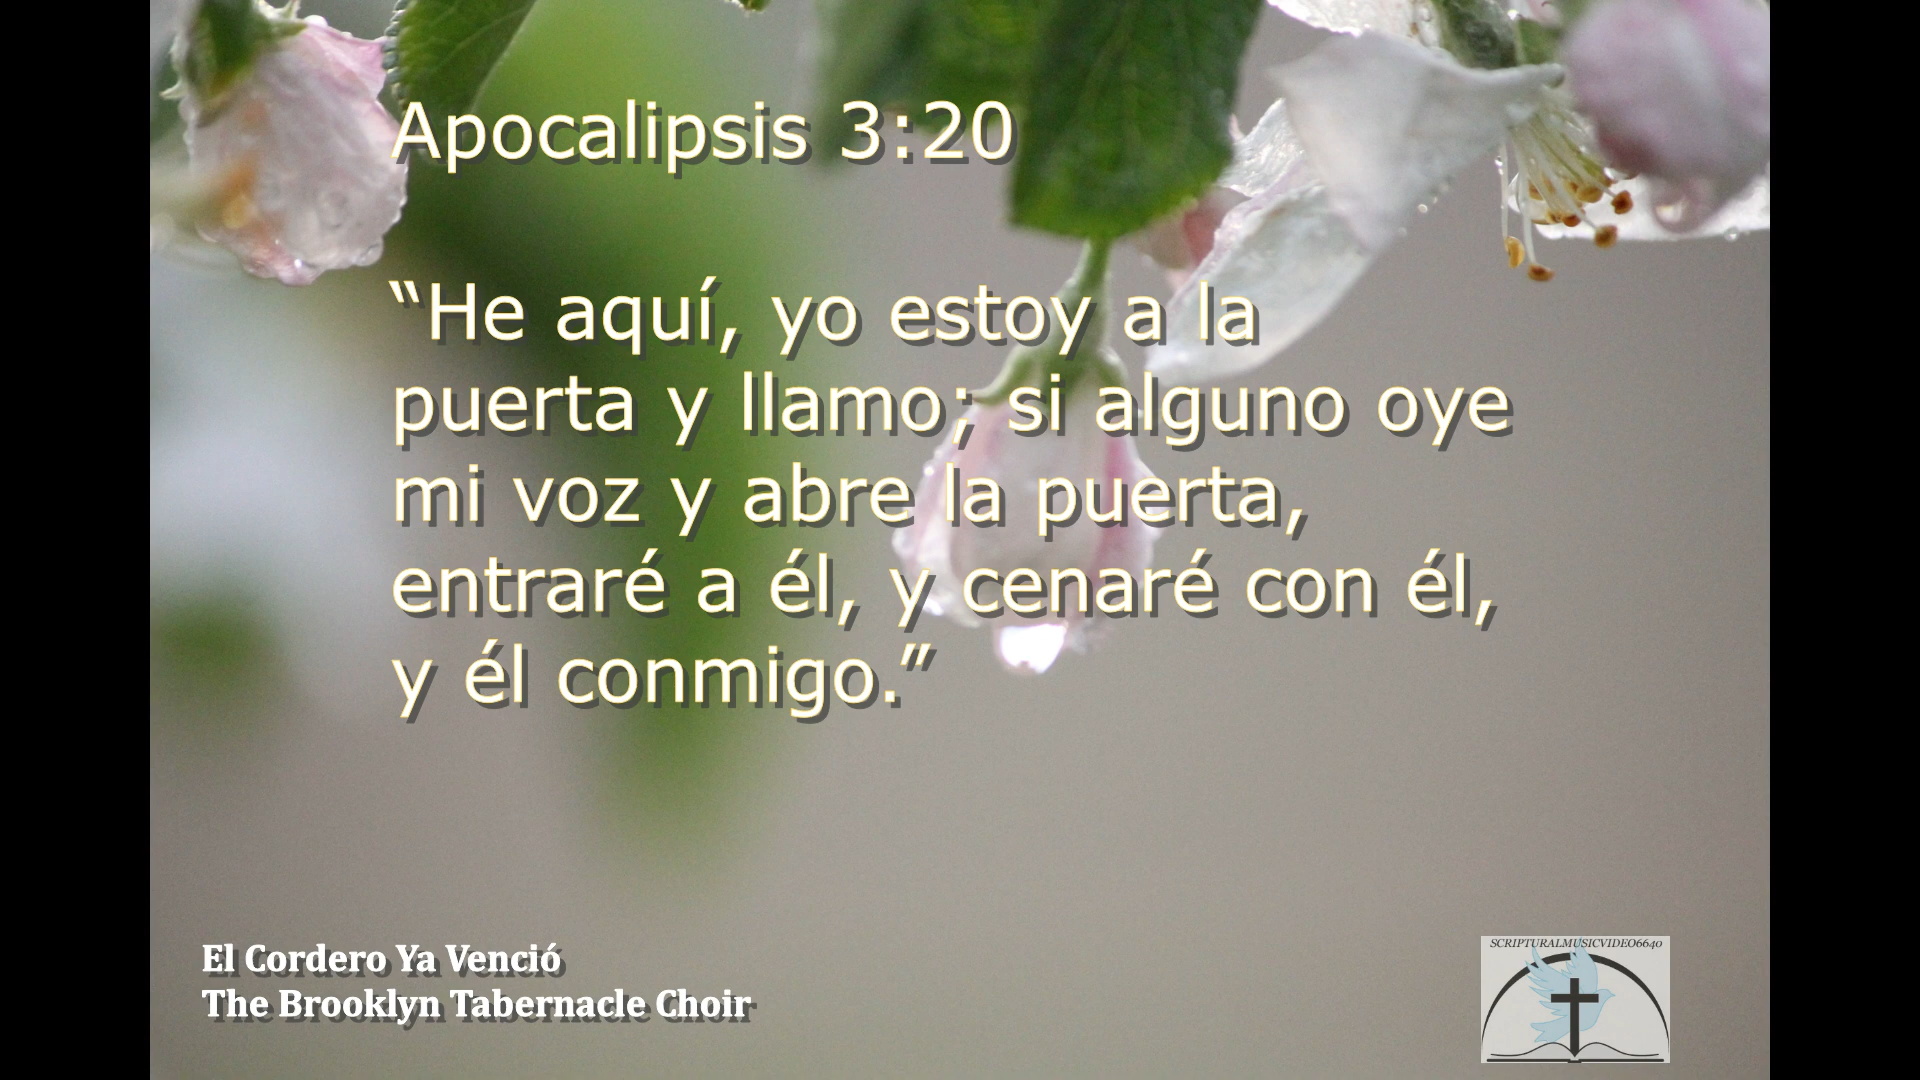 Apocalipsis 3:20
“He aquí, yo estoy a la
puerta y llamo; si alguno oye
mi voz y abre la puerta,
entraré a él, y cenaré con él,
y él conmigo.”
El Cordero Ya Venció
The Brooklyn Tabernacle Choir
SCRIPTURALMUSICVIDEO6640